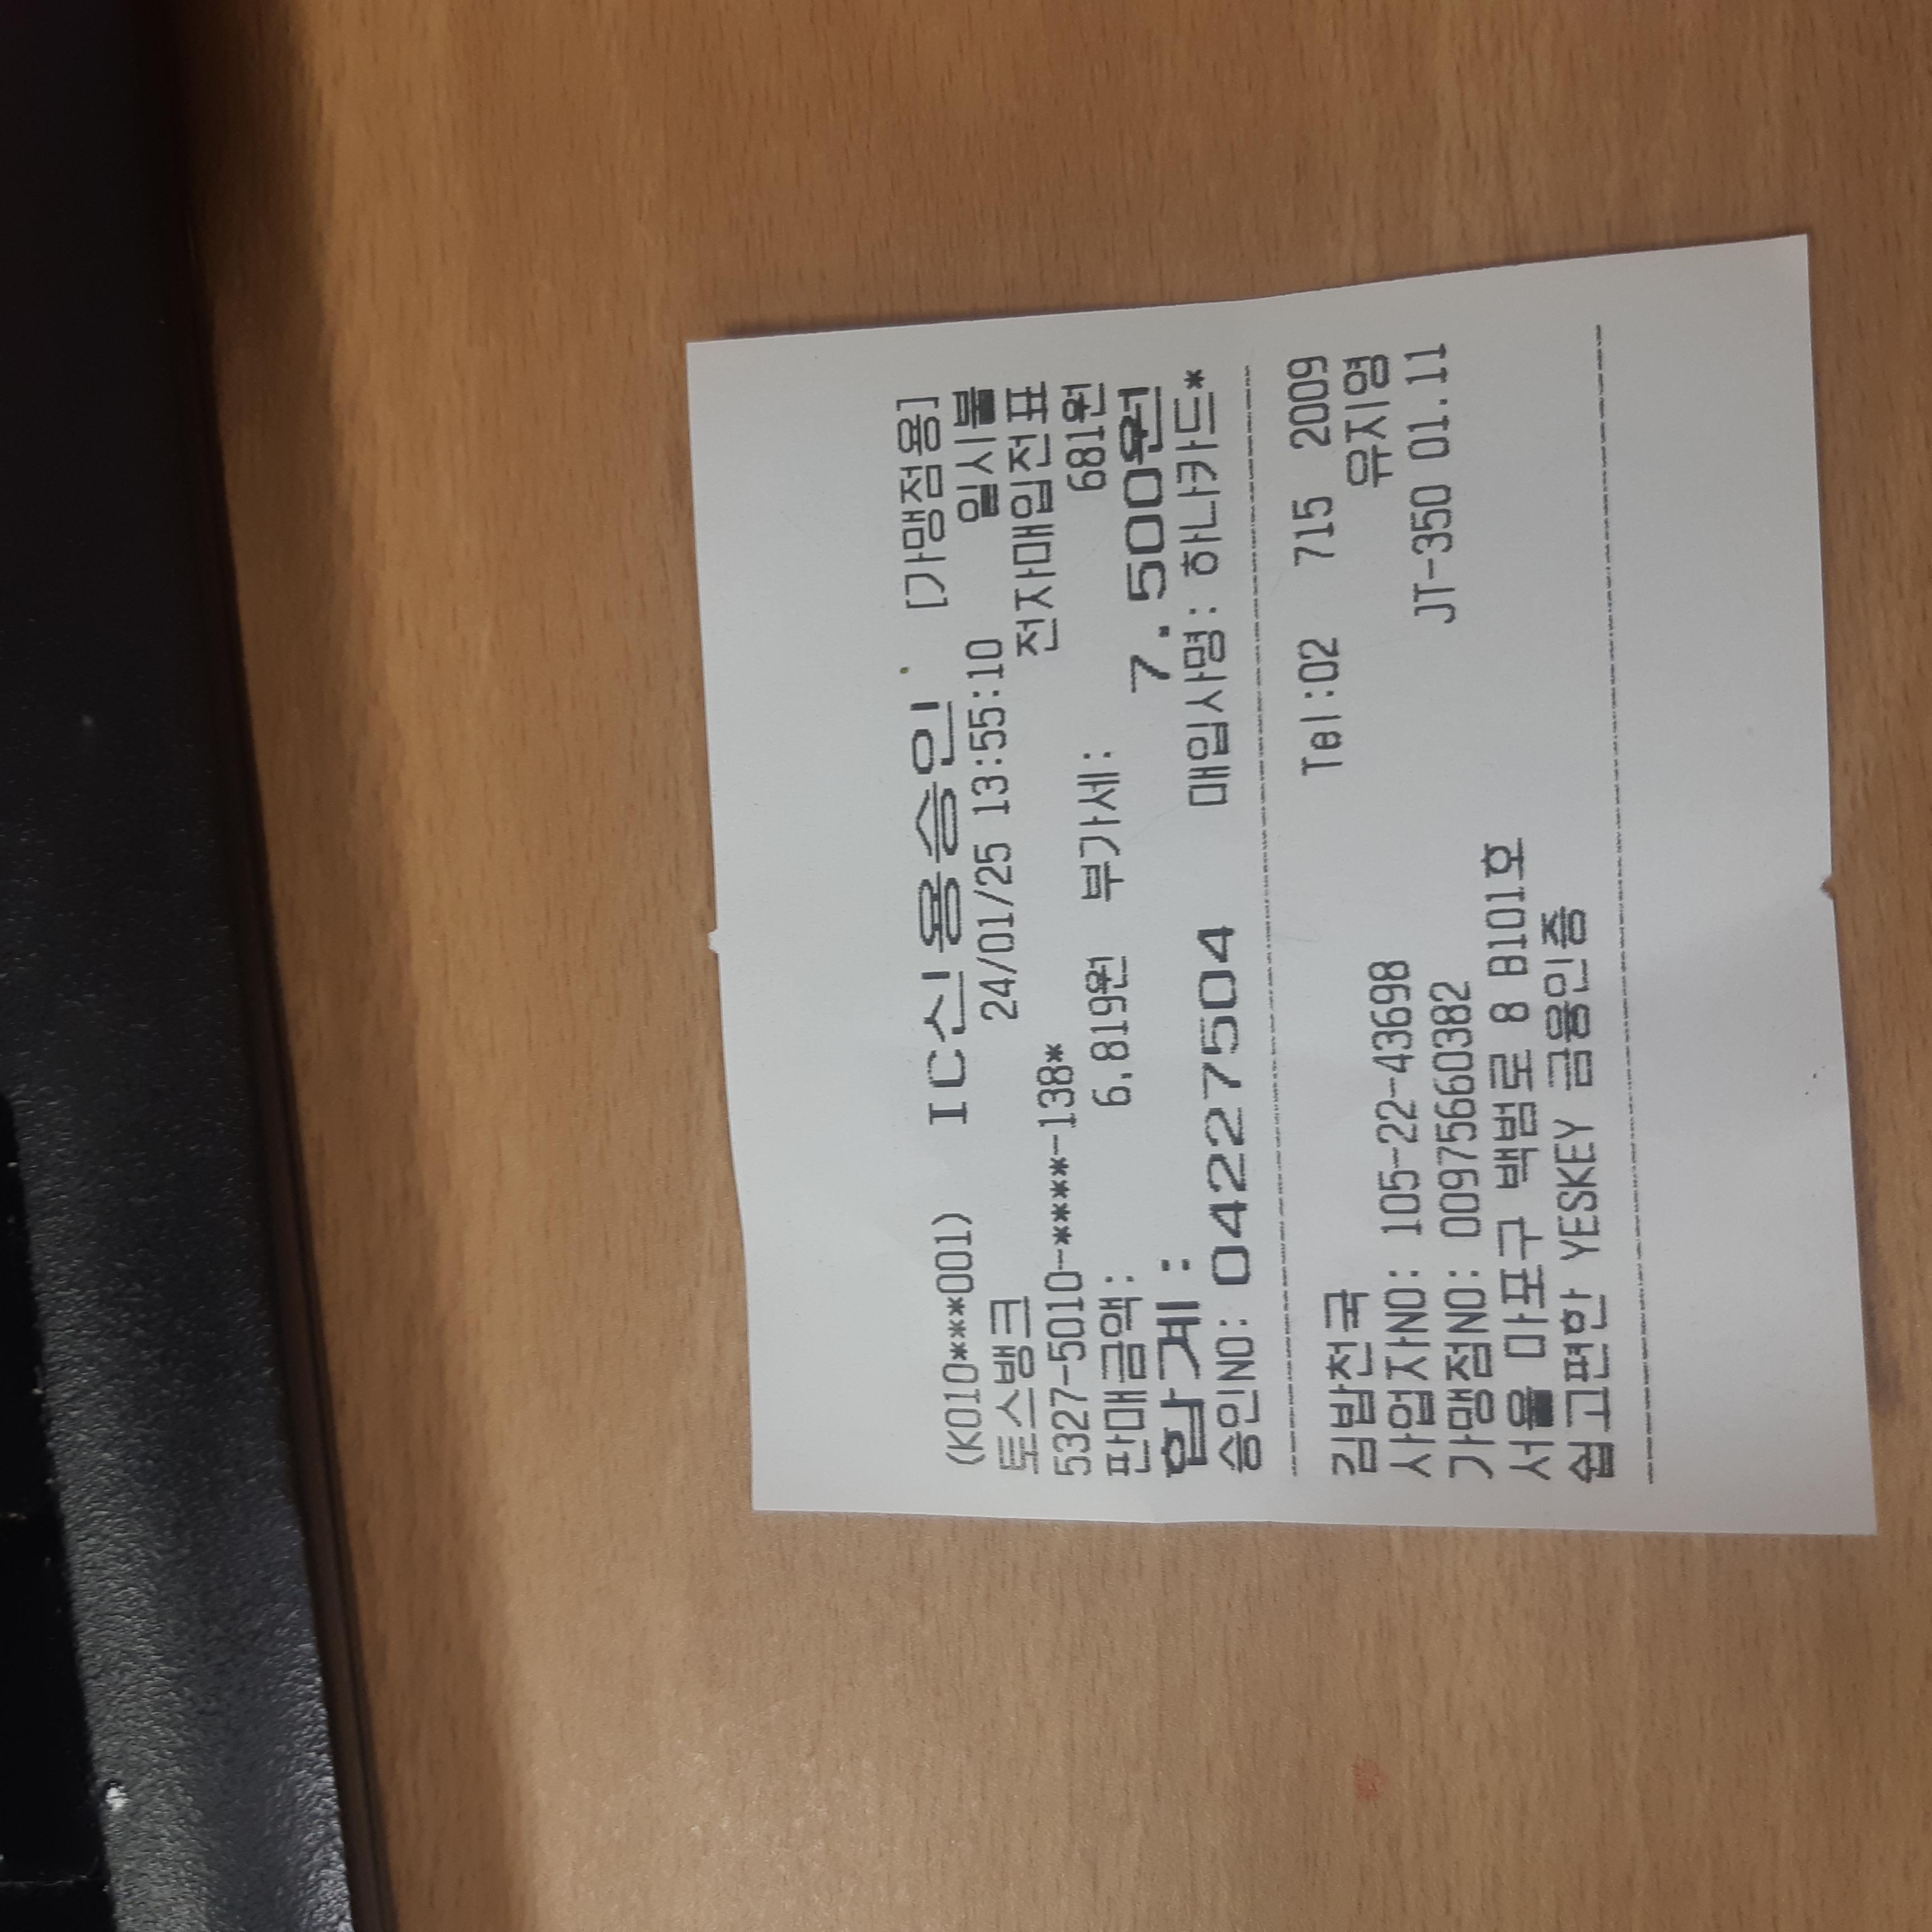 (K010***001) IC신용승인 [가맹점용]
토스뱅크 24/01/25 13:55:10 일시불
5327-5010-****-138* 전자매입전표
판매금액: 6.819원 부가세: 681원
합계: 7.500원
승인NO: 04227504 매입사명: 하나카드*
김밥천국 Tel:02 715 2009
사업자NO: 105-22-43698 유지영
가맹점NO: 00975660382 JT-350 01.11
서울 마포구 백범로 8 B101호
쉽고편한 YESKEY 금융인증